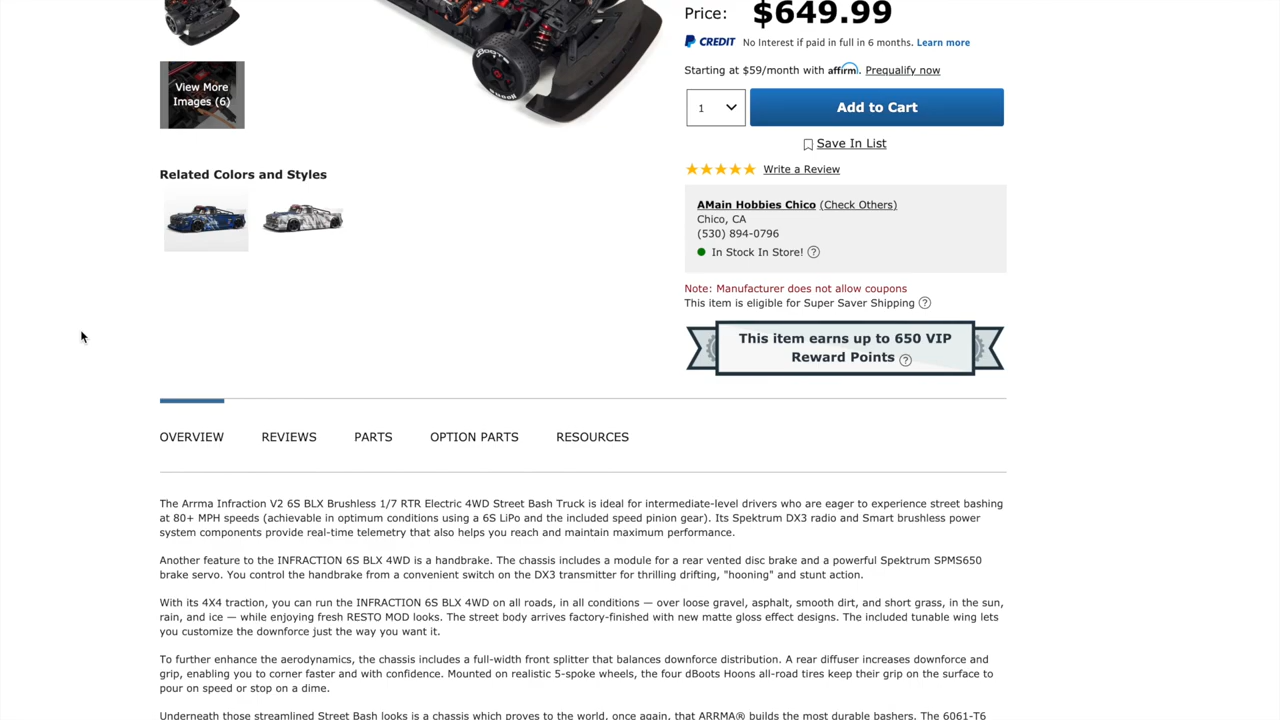 Price: $649.99
PayPal CREDIT No Interest if paid in full in 6 months. Learn more
Starting at $59/month with affirm. Prequalify now
View More
Images (6)
1
Add to Cart
Save In List
Related Colors and Styles
Write a Review
AMain Hobbies Chico (Check Others)
Chico, CA
(530) 894-0796
In Stock In Store! ?
Note: Manufacturer does not allow coupons
This item is eligible for Super Saver Shipping ?
This item earns up to 650 VIP
Reward Points ?
OVERVIEW REVIEWS PARTS OPTION PARTS RESOURCES
The Arrma Infraction V2 6S BLX Brushless 1/7 RTR Electric 4WD Street Bash Truck is ideal for intermediate-level drivers who are eager to experience street bashing
at 80+ MPH speeds (achievable in optimum conditions using a 6S LiPo and the included speed pinion gear). Its Spektrum DX3 radio and Smart brushless power
system components provide real-time telemetry that also helps you reach and maintain maximum performance.
Another feature to the INFRACTION 6S BLX 4WD is a handbrake. The chassis includes a module for a rear vented disc brake and a powerful Spektrum SPMS650
brake servo. You control the handbrake from a convenient switch on the DX3 transmitter for thrilling drifting, "hooning" and stunt action.
With its 4X4 traction, you can run the INFRACTION 6S BLX 4WD on all roads, in all conditions — over loose gravel, asphalt, smooth dirt, and short grass, in the sun,
rain, and ice — while enjoying fresh RESTO MOD looks. The street body arrives factory-finished with new matte gloss effect designs. The included tunable wing lets
you customize the downforce just the way you want it.
To further enhance the aerodynamics, the chassis includes a full-width front splitter that balances downforce distribution. A rear diffuser increases downforce and
grip, enabling you to corner faster and with confidence. Mounted on realistic 5-spoke wheels, the four dBoots Hoons all-road tires keep their grip on the surface to
pour on speed or stop on a dime.
Underneath those streamlined Street Bash looks is a chassis which proves to the world, once again, that ARRMA® builds the most durable bashers. The 6061-T6